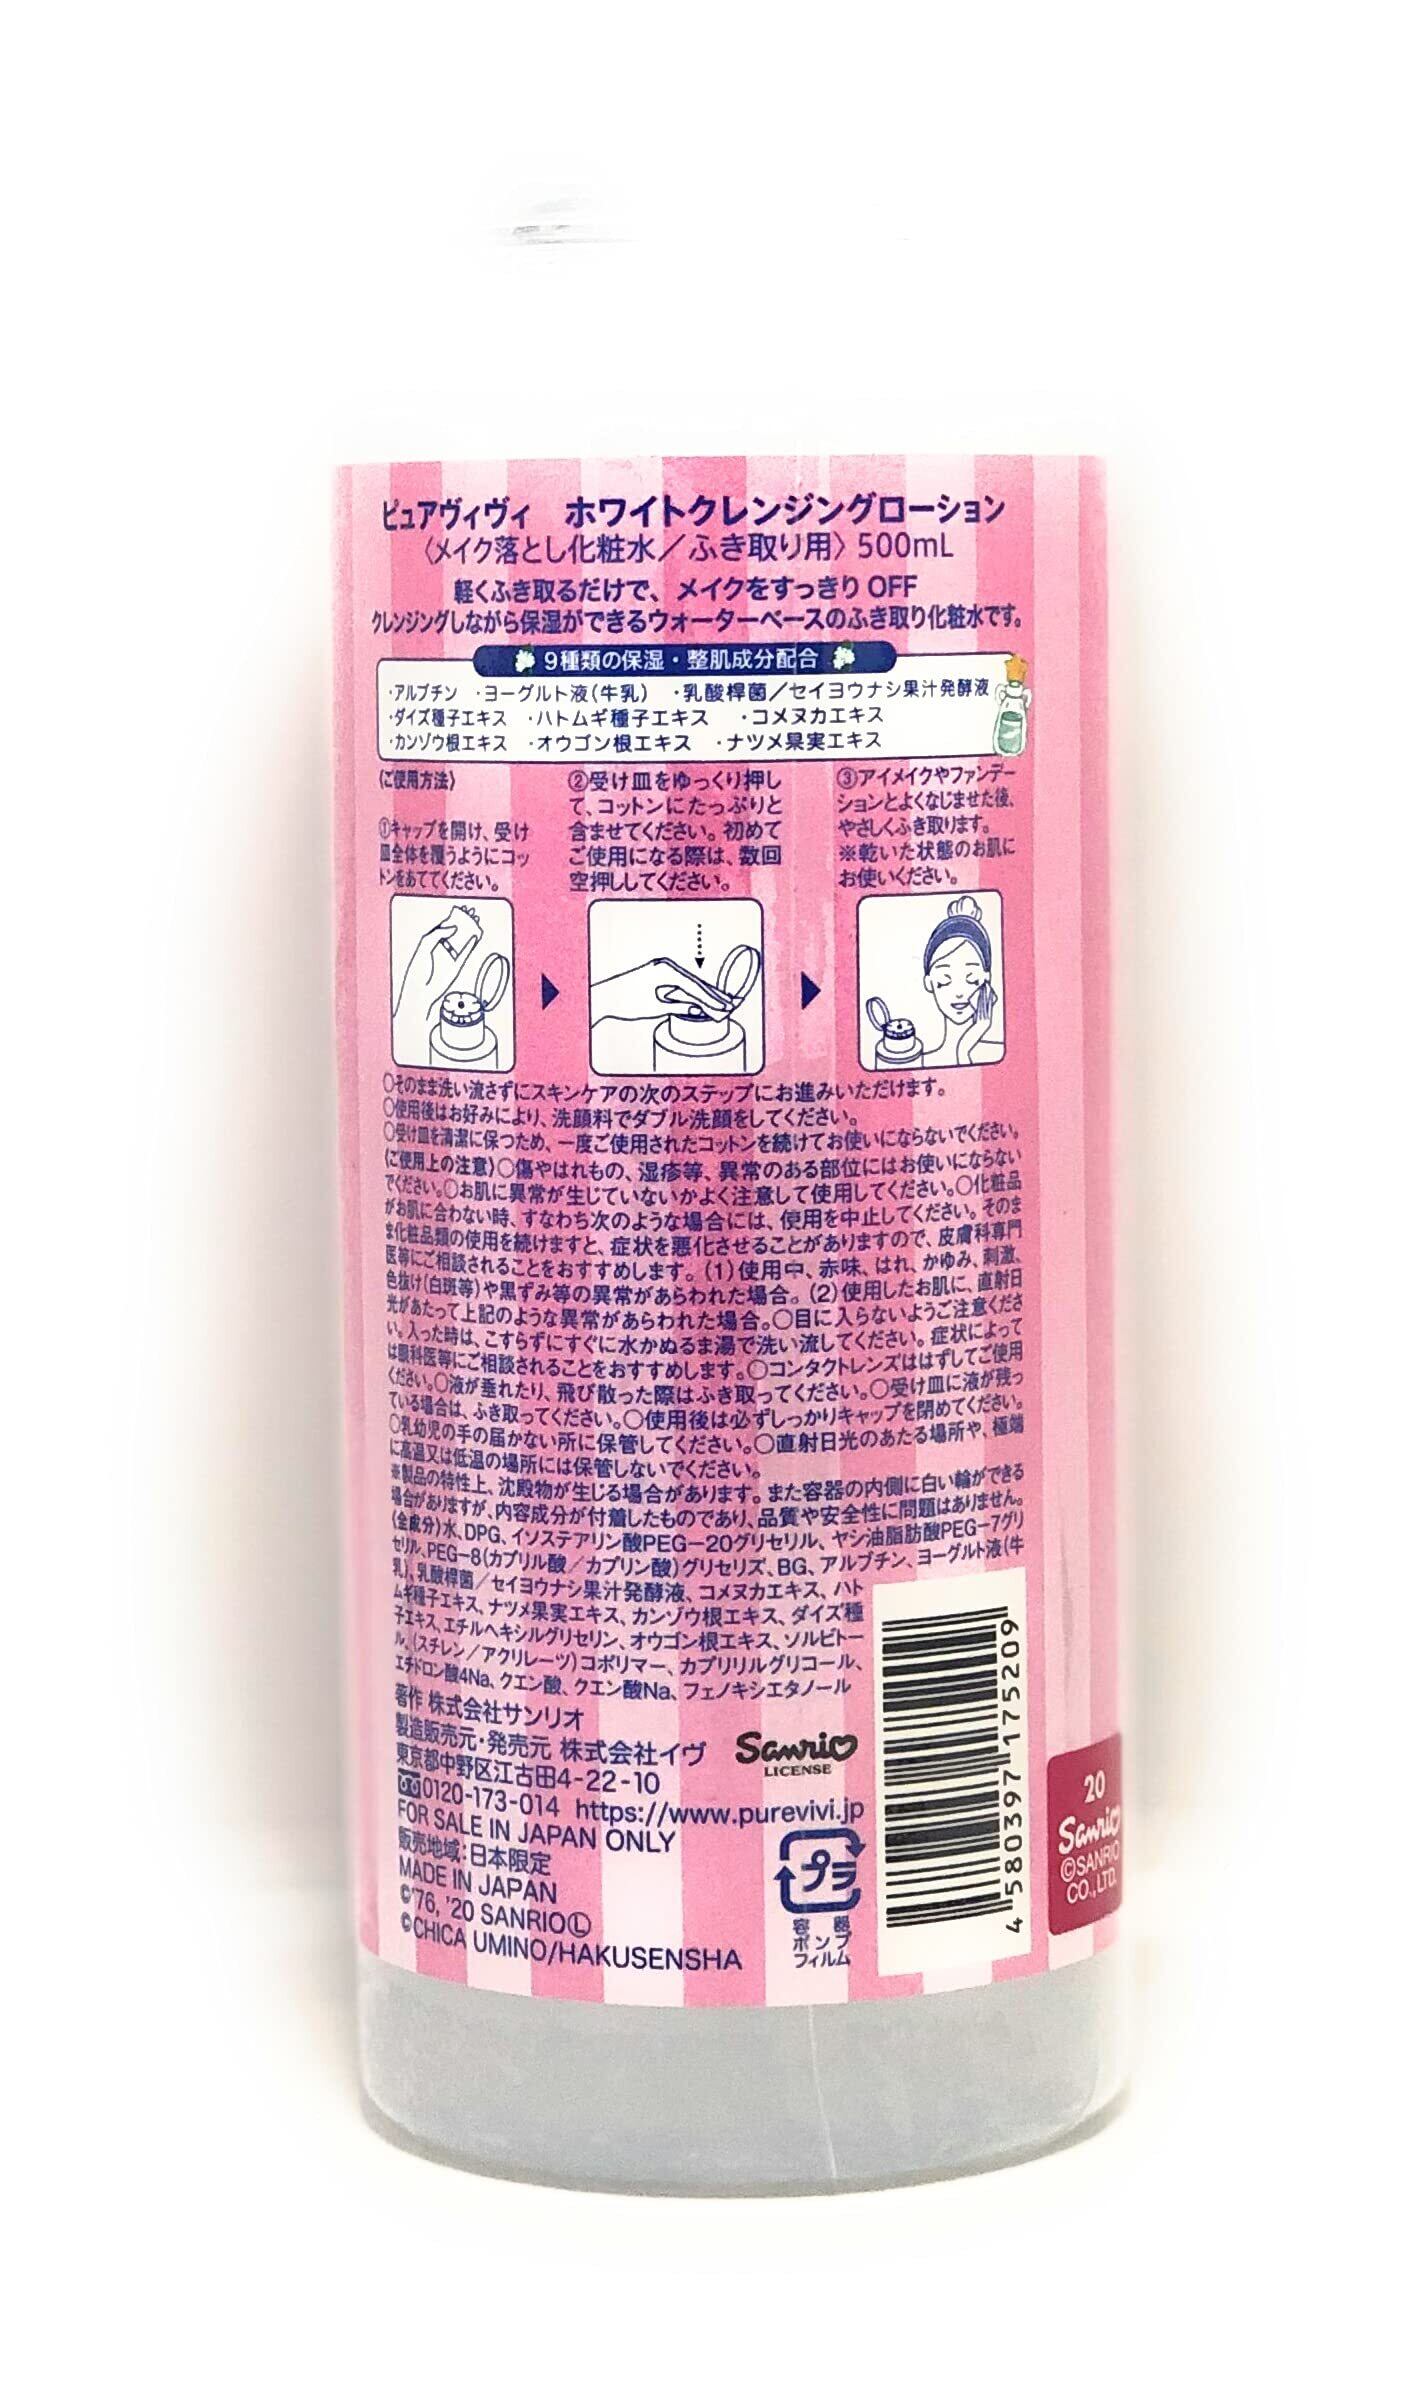 ピュアヴィヴィ ホワイトクレンジングローション
〈メイク落とし化粧水／ふき取り用〉500mL
軽くふき取るだけで、メイクをすっきりOFF
クレンジングしながら保湿ができるウォーターベースのふき取り化粧水です。
9種類の保湿・整肌成分配合
・アルブチン ・ヨーグルト液(牛乳) ・乳酸桿菌／セイヨウナシ果汁発酵液
・ダイズ種子エキス ・ハトムギ種子エキス ・コメヌカエキス
・カンゾウ根エキス ・オウゴン根エキス ・ナツメ果実エキス
〈ご使用方法〉
①キャップを開け、受け
皿全体を覆うようにコッ
トンをあててください。
②受け皿をゆっくり押し
て、コットンにたっぷりと
含ませてください。初めて
ご使用になる際は、数回
空押ししてください。
③アイメイクやファンデー
ションとよくなじませた後、
やさしくふき取ります。
※乾いた状態のお肌に
お使いください。
○そのまま洗い流さずにスキンケアの次のステップにお進みいただけます。
○使用後はお好みにより、洗顔料でダブル洗顔をしてください。
○受け皿を清潔に保つため、一度ご使用されたコットンを続けてお使いにならないでください。
〈ご使用上の注意〉○傷やはれもの、湿疹等、異常のある部位にはお使いにならない
でください。○お肌に異常が生じていないかよく注意して使用してください。○化粧品
がお肌に合わない時、すなわち次のような場合には、使用を中止してください。そのま
ま化粧品類の使用を続けますと、症状を悪化させることがありますので、皮膚科専門
医等にご相談されることをおすすめします。(1)使用中、赤味、はれ、かゆみ、刺激、
色抜け(白斑等)や黒ずみ等の異常があらわれた場合。(2)使用したお肌に、直射日
光があたって上記のような異常があらわれた場合。○目に入らないようご注意くださ
い。入った時は、こすらずにすぐに水かぬるま湯で洗い流してください。症状によって
は眼科医等にご相談されることをおすすめします。○コンタクトレンズははずしてご使用
ください。○液が垂れたり、飛び散った際はふき取ってください。○受け皿に液が残っ
ている場合は、ふき取ってください。○使用後は必ずしっかりキャップを閉めてください。
○乳幼児の手の届かない所に保管してください。○直射日光のあたる場所や、極端
に高温又は低温の場所には保管しないでください。
※製品の特性上、沈殿物が生じる場合があります。また容器の内側に白い輪ができる
場合がありますが、内容成分が付着したものであり、品質や安全性に問題はありません。
〈全成分〉水、DPG、イソステアリン酸PEG-20グリセリル、ヤシ油脂肪酸PEG-7グリ
セリル、PEG-8(カプリル酸／カプリン酸)グリセリズ、BG、アルブチン、ヨーグルト液(牛
乳)、乳酸桿菌／セイヨウナシ果汁発酵液、コメヌカエキス、ハト
ムギ種子エキス、ナツメ果実エキス、カンゾウ根エキス、ダイズ種
子エキス、エチルヘキシルグリセリン、オウゴン根エキス、ソルビトー
ル、(スチレン／アクリレーツ)コポリマー、カプリリルグリコール、
エチドロン酸4Na、クエン酸、クエン酸Na、フェノキシエタノール
著作 株式会社サンリオ
製造販売元・発売元 株式会社イヴ
東京都中野区江古田4-22-10
0120-173-014 https://www.purevivi.jp
FOR SALE IN JAPAN ONLY
販売地域:日本限定
MADE IN JAPAN
©'76, '20 SANRIO Ⓛ
©CHICA UMINO/HAKUSENSHA
Sanrio
LICENSE
プラ
容器
ポンプ
フィルム
4 580397 175209
20
Sanrio
©SANRIO
CO.,LTD.